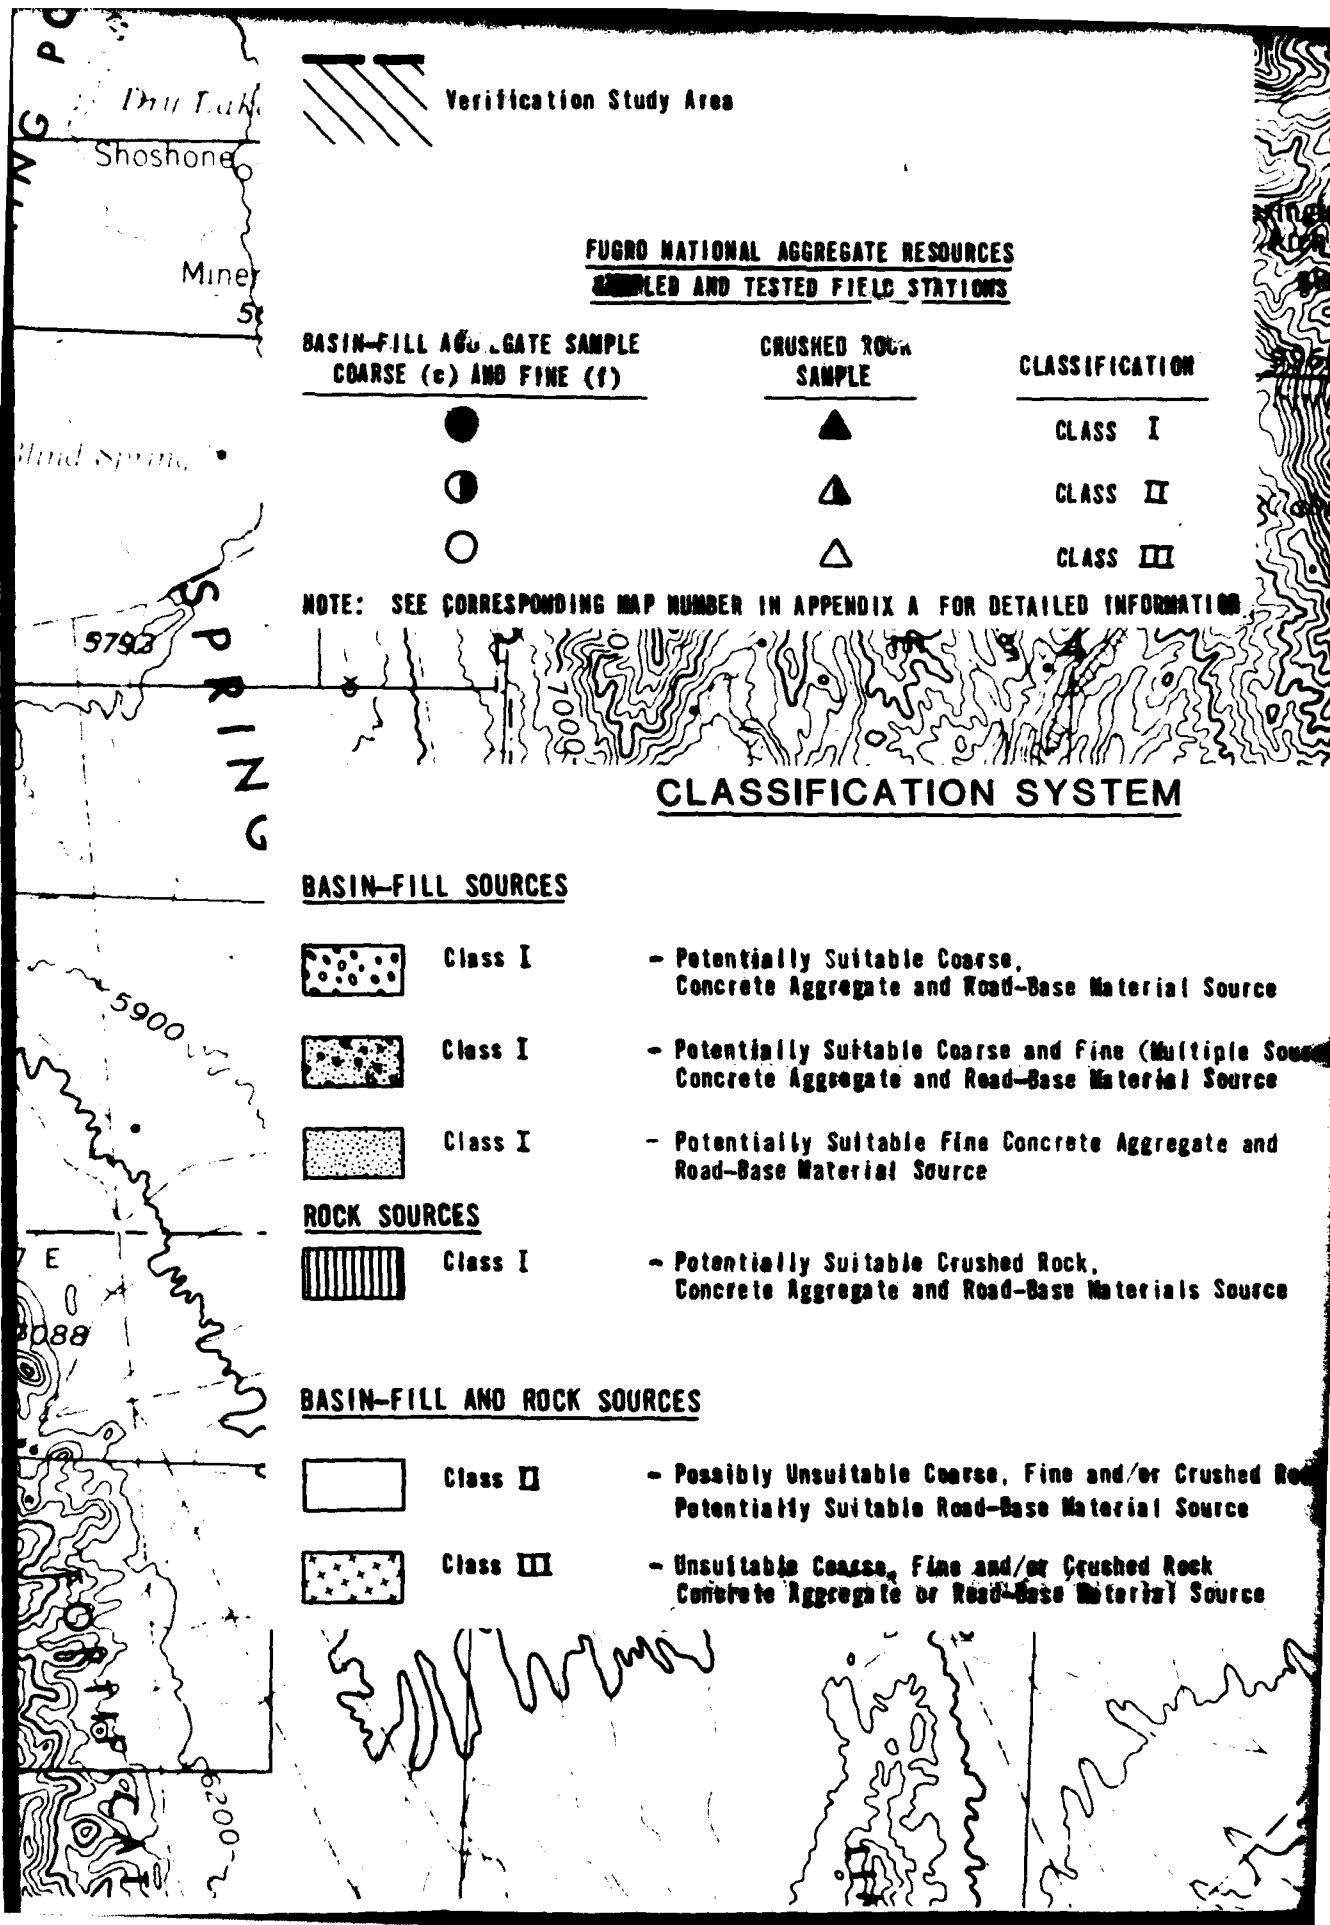 Verification Study Area
Shoshone
FUGRO NATIONAL AGGREGATE RESOURCES
AND TESTED FIELD STATIONS
BASIN-FILL SAMPLE
COARSE (c) AND FINE (f)
CRUSHED ROCK
SAMPLE
CLASSIFICATION
CLASS I
CLASS II
CLASS III
NOTE: SEE CORRESPONDING MAP NUMBER IN APPENDIX A FOR DETAILED INFORMATION
SPRING
7000
CLASSIFICATION SYSTEM
BASIN-FILL SOURCES
Class I - Potentially Suitable Coarse,
Concrete Aggregate and Road-Base Material Source
5900
Class I - Potentially Suitable Coarse and Fine (Multiple
Concrete Aggregate and Road-Base Material Source
Class I - Potentially Suitable Fine Concrete Aggregate and
Road-Base Material Source
ROCK SOURCES
7 E
Class I - Potentially Suitable Crushed Rock,
Concrete Aggregate and Road-Base Materials Source
BASIN-FILL AND ROCK SOURCES
Class II - Possibly Unsuitable Coarse, Fine and/or Crushed
Potentially Suitable Road-Base Material Source
Class III - Unsuitable Coarse, Fine and/or Crushed Rock
Concrete Aggregate or Road-Base Material Source
6200